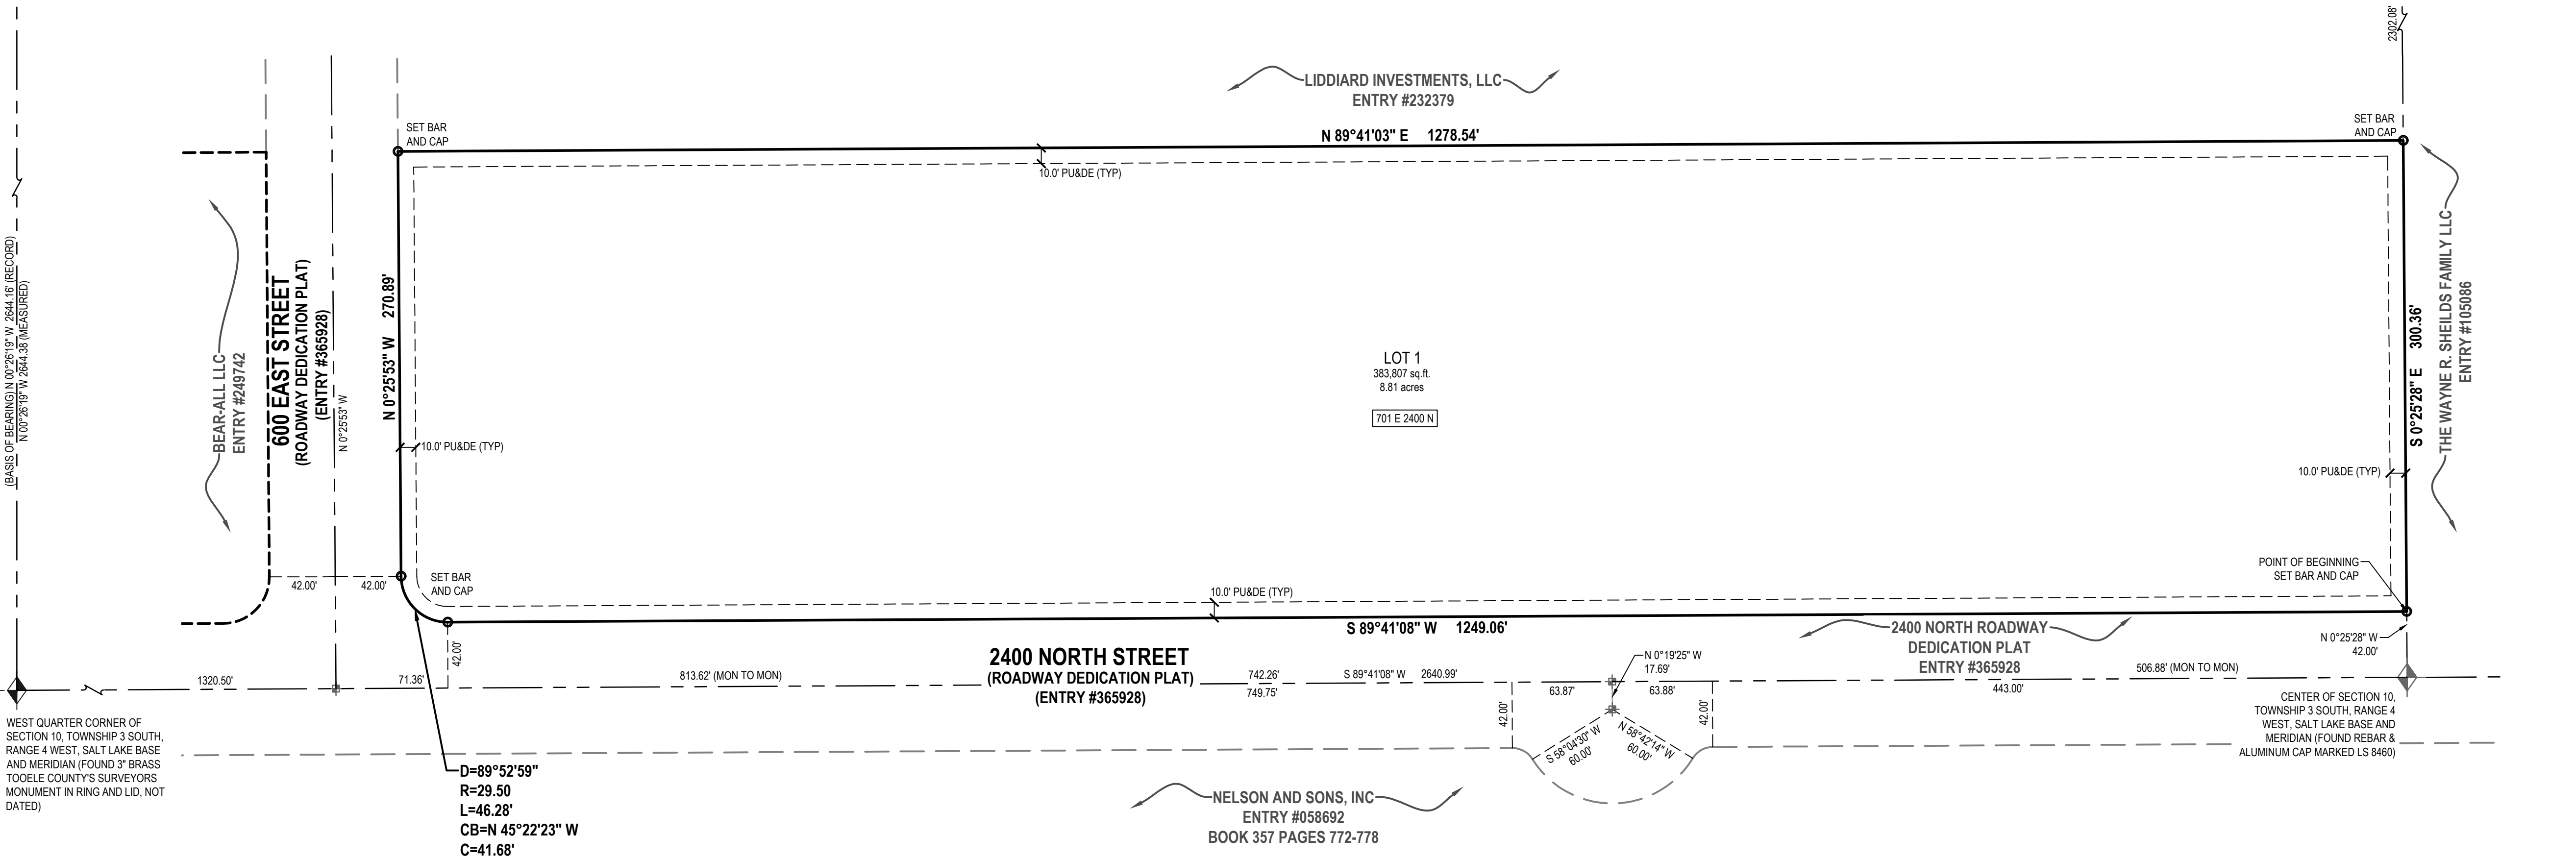 2302.08'
LIDDIARD INVESTMENTS, LLC
ENTRY #232379
SET BAR
AND CAP
N 89°41'03" E 1278.54'
SET BAR
AND CAP
10.0' PU&DE (TYP)
(BASIS OF BEARING) N 00°26'19" W 2644.16' (RECORD)
N 00°26'19" W 2644.38 (MEASURED)
BEAR-ALL LLC
ENTRY #249742
600 EAST STREET
(ROADWAY DEDICATION PLAT)
(ENTRY #365928)
N 0°25'53" W
N 0°25'53" W 270.89'
10.0' PU&DE (TYP)
LOT 1
383,807 sq.ft.
8.81 acres
701 E 2400 N
S 0°25'28" E 300.36'
THE WAYNE R. SHEILDS FAMILY LLC
ENTRY #105086
10.0' PU&DE (TYP)
POINT OF BEGINNING
SET BAR AND CAP
42.00'
42.00'
SET BAR
AND CAP
10.0' PU&DE (TYP)
S 89°41'08" W 1249.06'
2400 NORTH ROADWAY
DEDICATION PLAT
ENTRY #365928
N 0°25'28" W
42.00'
42.00'
2400 NORTH STREET
(ROADWAY DEDICATION PLAT)
(ENTRY #365928)
N 0°19'25" W
17.69'
1320.50'
71.36'
813.62' (MON TO MON)
742.26'
749.75'
S 89°41'08" W 2640.99'
63.87'
63.88'
506.88' (MON TO MON)
443.00'
42.00'
42.00'
S 58°04'30" W
60.00'
N 58°42'14" W
60.00'
WEST QUARTER CORNER OF
SECTION 10, TOWNSHIP 3 SOUTH,
RANGE 4 WEST, SALT LAKE BASE
AND MERIDIAN (FOUND 3" BRASS
TOOELE COUNTY'S SURVEYORS
MONUMENT IN RING AND LID, NOT
DATED)
CENTER OF SECTION 10,
TOWNSHIP 3 SOUTH, RANGE 4
WEST, SALT LAKE BASE AND
MERIDIAN (FOUND REBAR &
ALUMINUM CAP MARKED LS 8460)
D=89°52'59"
R=29.50
L=46.28'
CB=N 45°22'23" W
C=41.68'
NELSON AND SONS, INC
ENTRY #058692
BOOK 357 PAGES 772-778